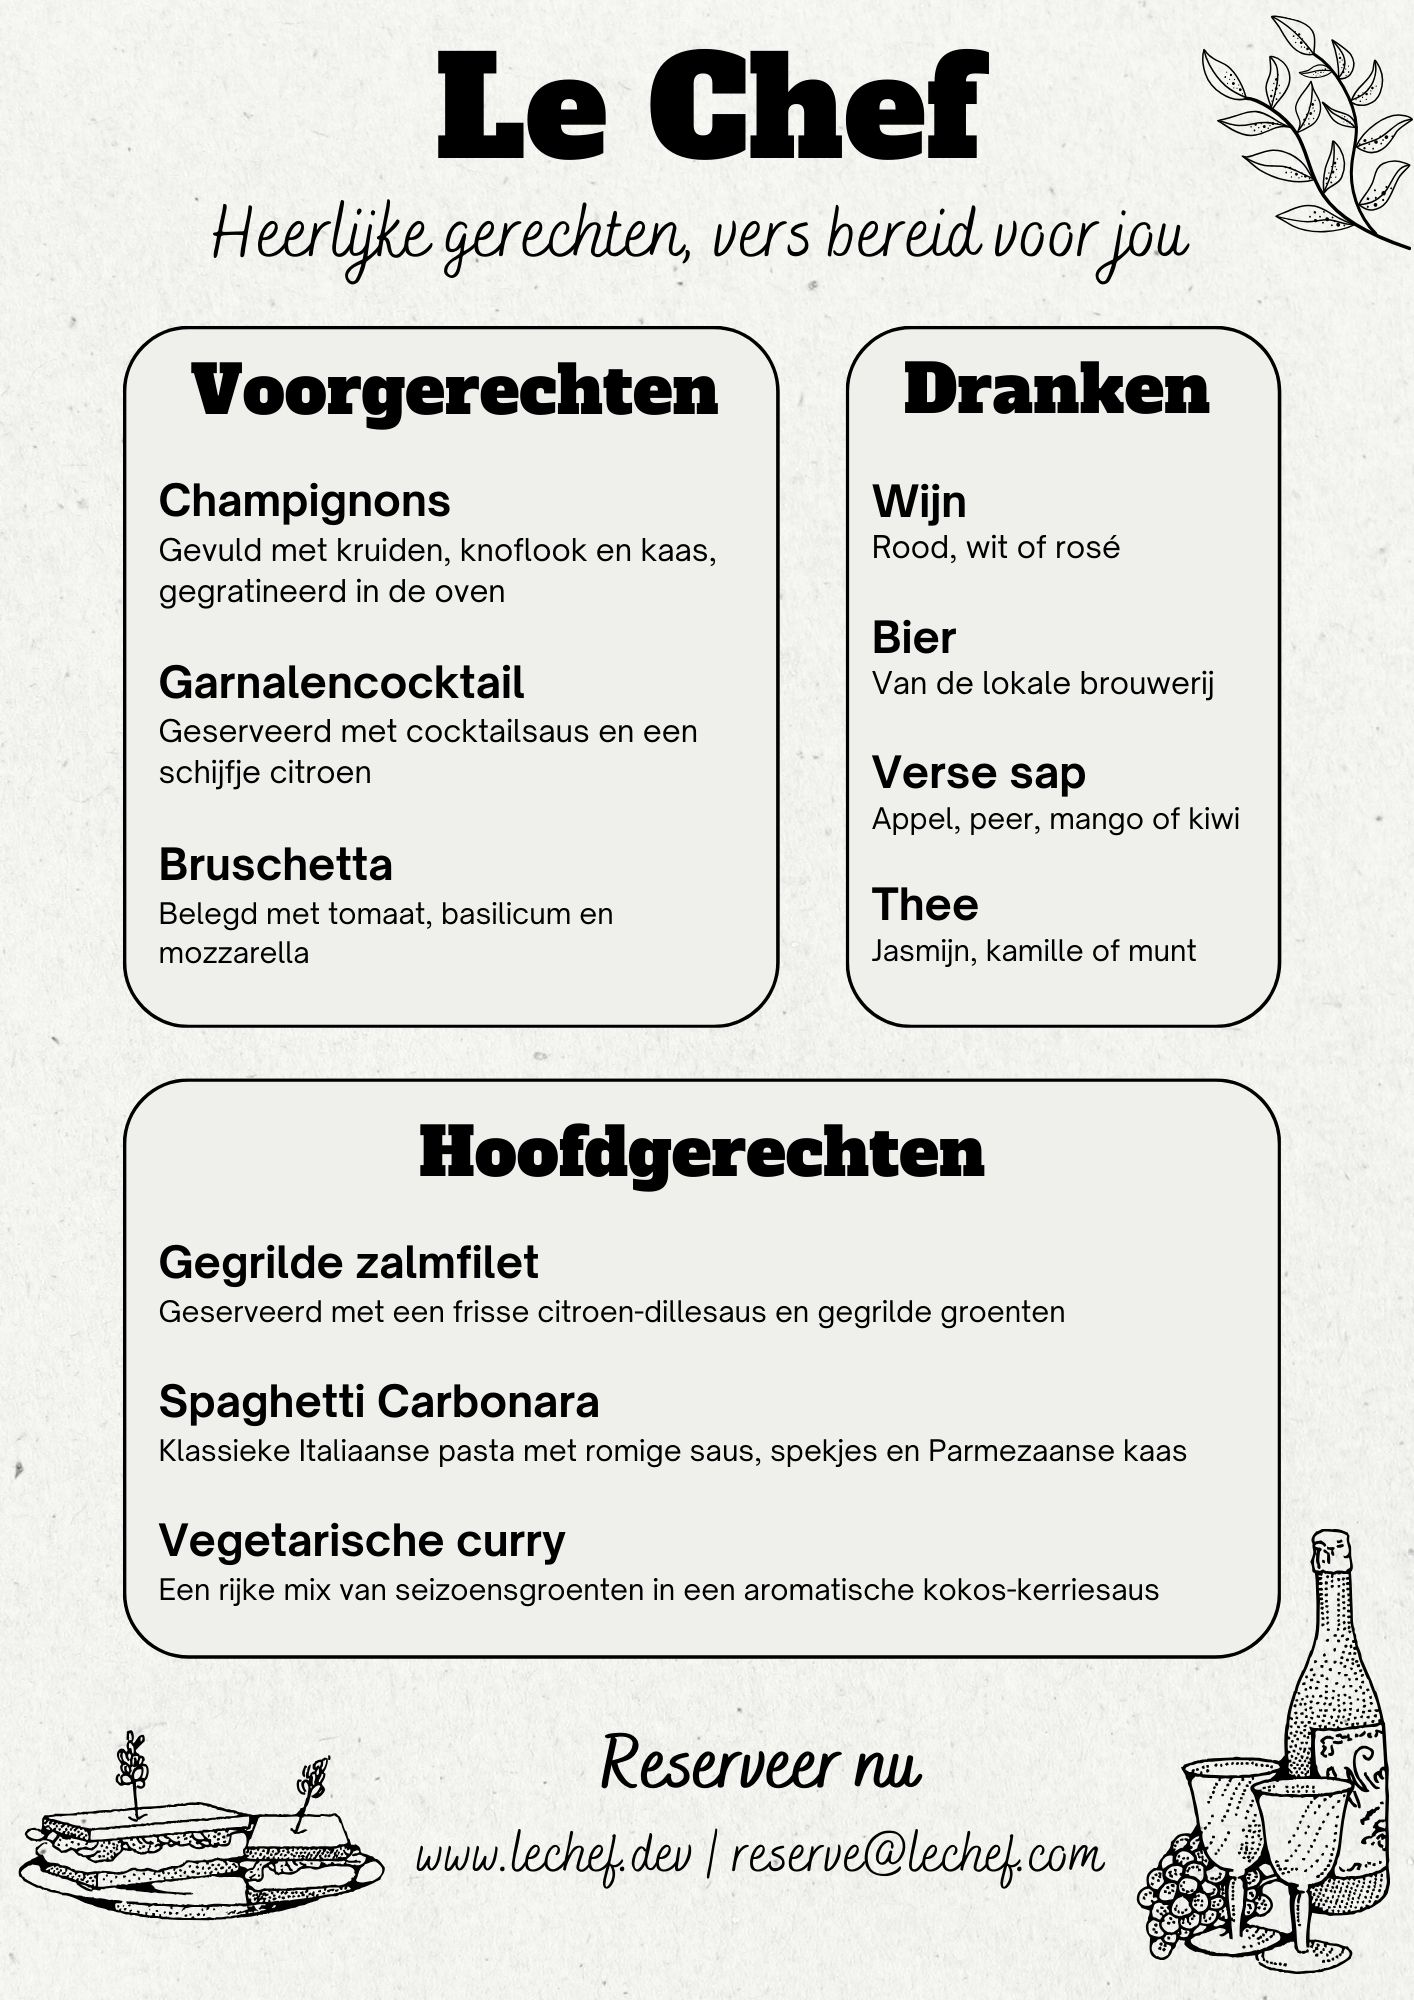 Le Chef
Heerlijke gerechten, vers bereid voor jou
Voorgerechten
Champignons
Gevuld met kruiden, knoflook en kaas,
gegratineerd in de oven
Garnalencocktail
Geserveerd met cocktailsaus en een
schijfje citroen
Bruschetta
Belegd met tomaat, basilicum en
mozzarella
Dranken
Wijn
Rood, wit of rosé
Bier
Van de lokale brouwerij
Verse sap
Appel, peer, mango of kiwi
Thee
Jasmijn, kamille of munt
Hoofdgerechten
Gegrilde zalmfilet
Geserveerd met een frisse citroen-dillesaus en gegrilde groenten
Spaghetti Carbonara
Klassieke Italiaanse pasta met romige saus, spekjes en Parmezaanse kaas
Vegetarische curry
Een rijke mix van seizoensgroenten in een aromatische kokos-kerriesaus
Reserveer nu
www.lechef.dev | reserve@lechef.com